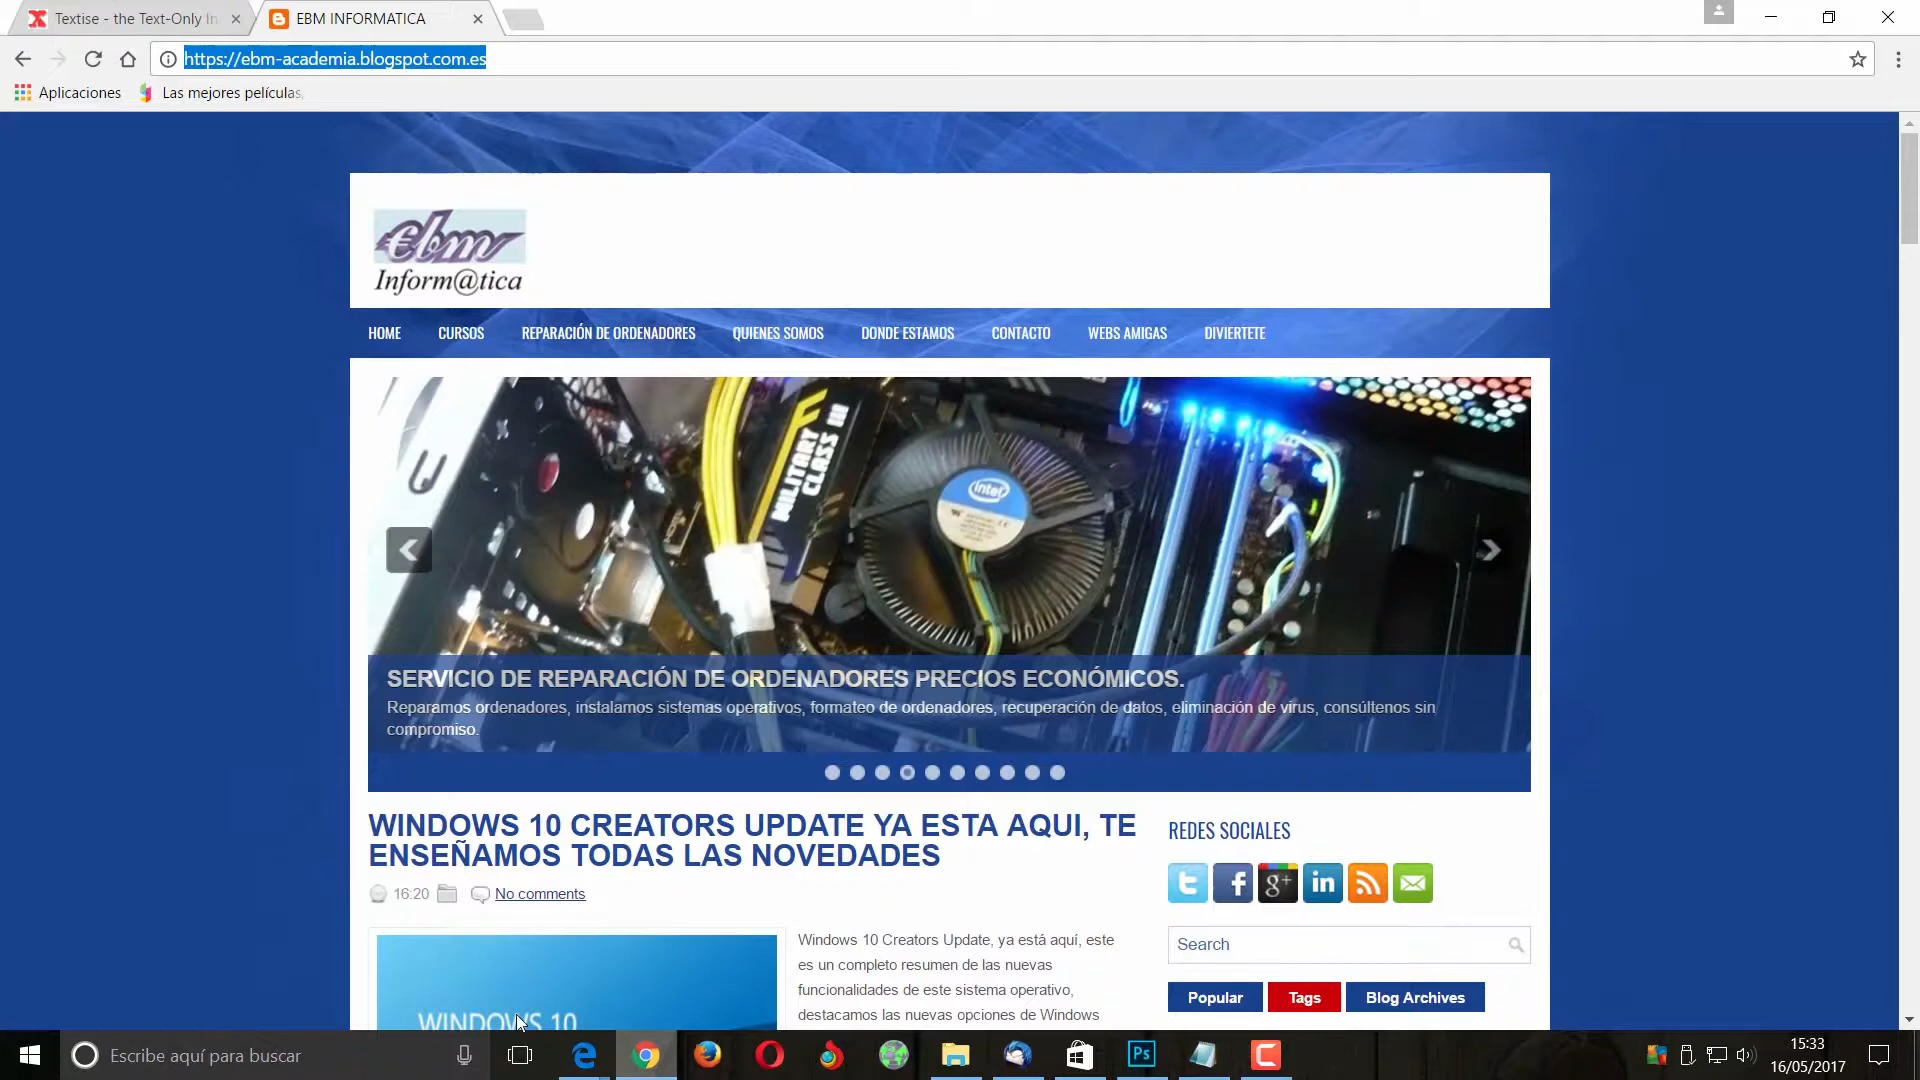 Textise - the Text-Only In
EBM INFORMATICA
https://ebm-academia.blogspot.com.es
Aplicaciones
Las mejores películas,
ebm
Inform@tica
HOME CURSOS REPARACIÓN DE ORDENADORES QUIENES SOMOS DONDE ESTAMOS CONTACTO WEBS AMIGAS DIVIERTETE
MILITARY
CLASS III
intel
SERVICIO DE REPARACIÓN DE ORDENADORES PRECIOS ECONÓMICOS.
Reparamos ordenadores, instalamos sistemas operativos, formateo de ordenadores, recuperación de datos, eliminación de virus, consúltenos sin
compromiso.
WINDOWS 10 CREATORS UPDATE YA ESTA AQUI, TE
ENSEÑAMOS TODAS LAS NOVEDADES
16:20 No comments
WINDOWS 10
Windows 10 Creators Update, ya está aquí, este
es un completo resumen de las nuevas
funcionalidades de este sistema operativo,
destacamos las nuevas opciones de Windows
REDES SOCIALES
Search
Popular Tags Blog Archives
Escribe aquí para buscar
Ps
15:33
16/05/2017